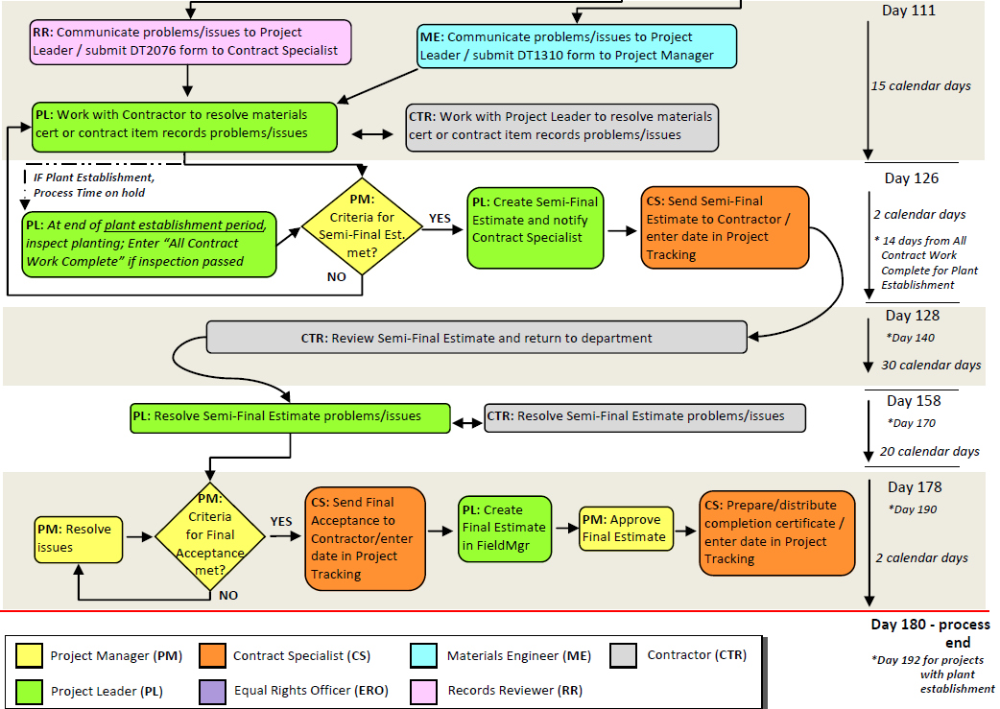 Day 111
RR: Communicate problems/issues to Project
Leader / submit DT2076 form to Contract Specialist
ME: Communicate problems/issues to Project
Leader / submit DT1310 form to Project Manager
15 calendar days
PL: Work with Contractor to resolve materials
cert or contract item records problems/issues
CTR: Work with Project Leader to resolve materials
cert or contract item records problems/issues
IF Plant Establishment,
Process Time on hold
Day 126
PL: At end of plant establishment period,
inspect planting; Enter “All Contract
Work Complete” if inspection passed
PM:
Criteria for
Semi-Final Est.
met?
YES
NO
PL: Create Semi-Final
Estimate and notify
Contract Specialist
CS: Send Semi-Final
Estimate to Contractor /
enter date in Project
Tracking
2 calendar days
* 14 days from All
Contract Work
Complete for Plant
Establishment
Day 128
*Day 140
30 calendar days
CTR: Review Semi-Final Estimate and return to department
Day 158
*Day 170
20 calendar days
PL: Resolve Semi-Final Estimate problems/issues
CTR: Resolve Semi-Final Estimate problems/issues
Day 178
*Day 190
2 calendar days
PM: Resolve
issues
PM:
Criteria
for Final
Acceptance
met?
YES
NO
CS: Send Final
Acceptance to
Contractor/enter
date in Project
Tracking
PL: Create
Final Estimate
in FieldMgr
PM: Approve
Final Estimate
CS: Prepare/distribute
completion certificate /
enter date in Project
Tracking
Day 180 - process
end
*Day 192 for projects
with plant
establishment
Project Manager (PM)
Contract Specialist (CS)
Materials Engineer (ME)
Contractor (CTR)
Project Leader (PL)
Equal Rights Officer (ERO)
Records Reviewer (RR)